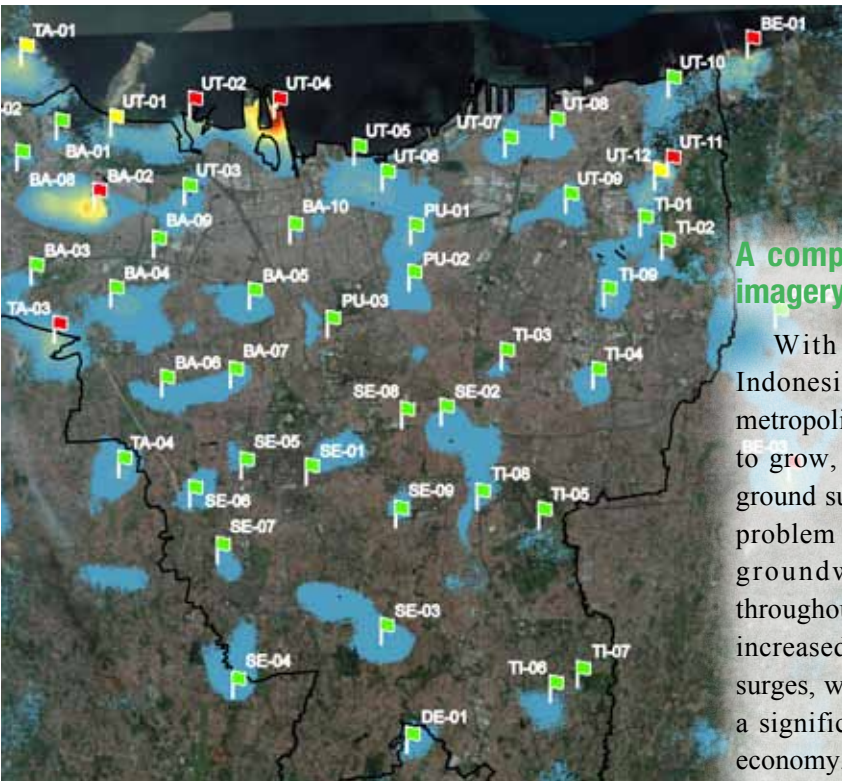 TA-01
BE-01
UT-10
UT-02
UT-04
-02
UT-01
UT-08
BA-01
UT-05
UT-07
UT-06
UT-12
UT-11
BA-08
BA-02
UT-03
UT-09
BA-09
BA-10
PU-01
TI-01
TI-02
BA-03
PU-02
BA-04
BA-05
TI-09
TA-03
PU-03
TI-03
TI-04
BA-06
BA-07
SE-08
SE-02
TA-04
SE-05
SE-01
BE-03
SE-06
SE-09
TI-08
TI-05
SE-07
SE-03
SE-04
TI-06
TI-07
DE-01
A comp
imagery
With
Indonesi
metropoli
to grow,
ground su
problem
groundw
throughou
increased
surges, w
a signific
economy